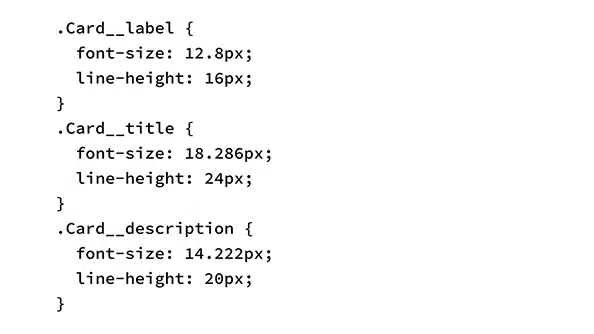 .Card__label {
  font-size: 12.8px;
  line-height: 16px;
}
.Card__title {
  font-size: 18.286px;
  line-height: 24px;
}
.Card__description {
  font-size: 14.222px;
  line-height: 20px;
}